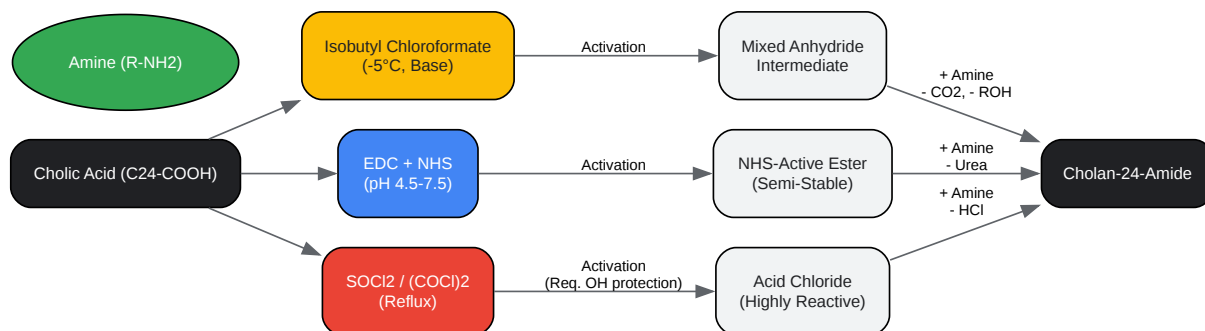 Amine (R-NH2)
Isobutyl Chloroformate
(-5°C, Base)
Activation
Mixed Anhydride
Intermediate
+ Amine
- CO2, - ROH
Cholic Acid (C24-COOH)
EDC + NHS
(pH 4.5-7.5)
Activation
NHS-Active Ester
(Semi-Stable)
+ Amine
- Urea
Cholan-24-Amide
SOCl2 / (COCl)2
(Reflux)
Activation
(Req. OH protection)
Acid Chloride
(Highly Reactive)
+ Amine
- HCl